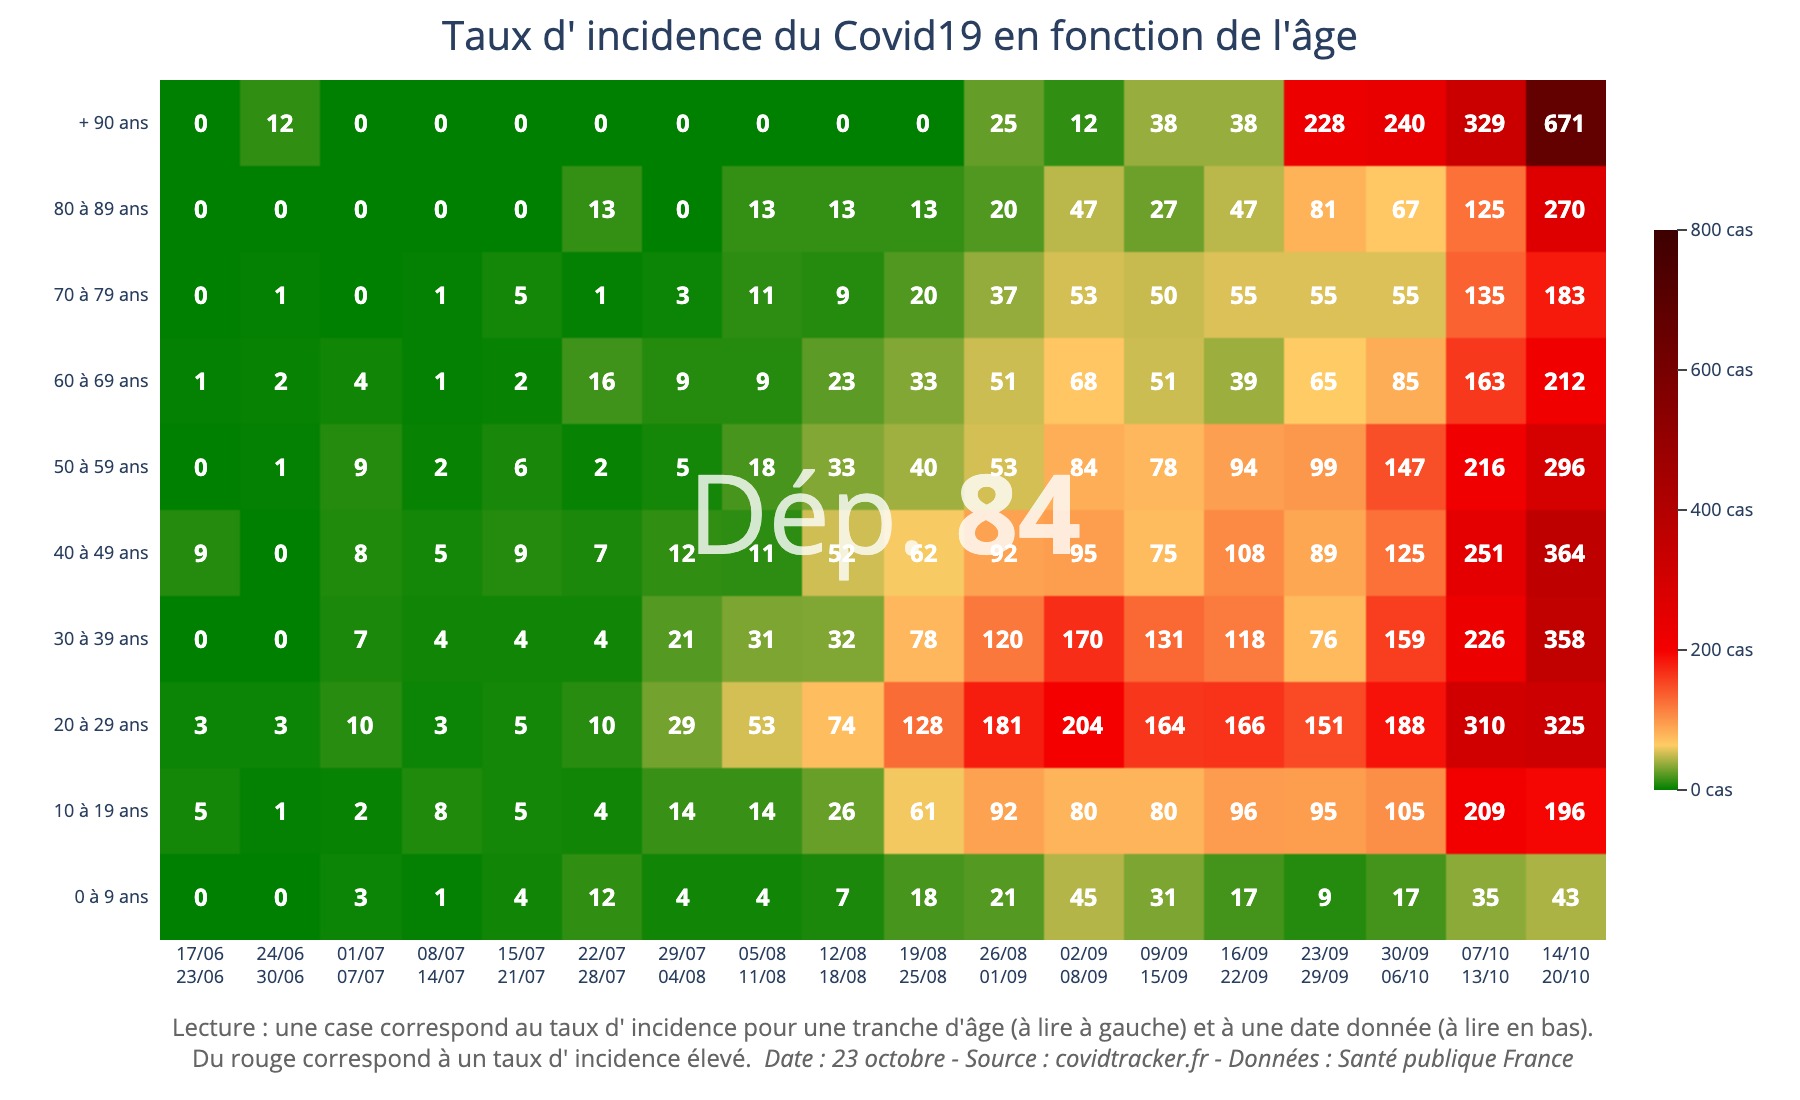 Taux d' incidence du Covid19 en fonction de l'âge
+ 90 ans 0 12 0 0 0 0 0 0 0 0 25 12 38 38 228 240 329 671
80 à 89 ans 0 0 0 0 0 13 0 13 13 13 20 47 27 47 81 67 125 270
70 à 79 ans 0 1 0 1 5 1 3 11 9 20 37 53 50 55 55 55 135 183
60 à 69 ans 1 2 4 1 2 16 9 9 23 33 51 68 51 39 65 85 163 212
50 à 59 ans 0 1 9 2 6 2 5 18 33 40 53 84 78 94 99 147 216 296
Dép. 84
40 à 49 ans 9 0 8 5 9 7 12 11 52 62 92 95 75 108 89 125 251 364
30 à 39 ans 0 0 7 4 4 4 21 31 32 78 120 170 131 118 76 159 226 358
20 à 29 ans 3 3 10 3 5 10 29 53 74 128 181 204 164 166 151 188 310 325
10 à 19 ans 5 1 2 8 5 4 14 14 26 61 92 80 80 96 95 105 209 196
0 à 9 ans 0 0 3 1 4 12 4 4 7 18 21 45 31 17 9 17 35 43
17/06 24/06 01/07 08/07 15/07 22/07 29/07 05/08 12/08 19/08 26/08 02/09 09/09 16/09 23/09 30/09 07/10 14/10
23/06 30/06 07/07 14/07 21/07 28/07 04/08 11/08 18/08 25/08 01/09 08/09 15/09 22/09 29/09 06/10 13/10 20/10
800 cas
600 cas
400 cas
200 cas
0 cas
Lecture : une case correspond au taux d' incidence pour une tranche d'âge (à lire à gauche) et à une date donnée (à lire en bas).
Du rouge correspond à un taux d' incidence élevé. Date : 23 octobre - Source : covidtracker.fr - Données : Santé publique France